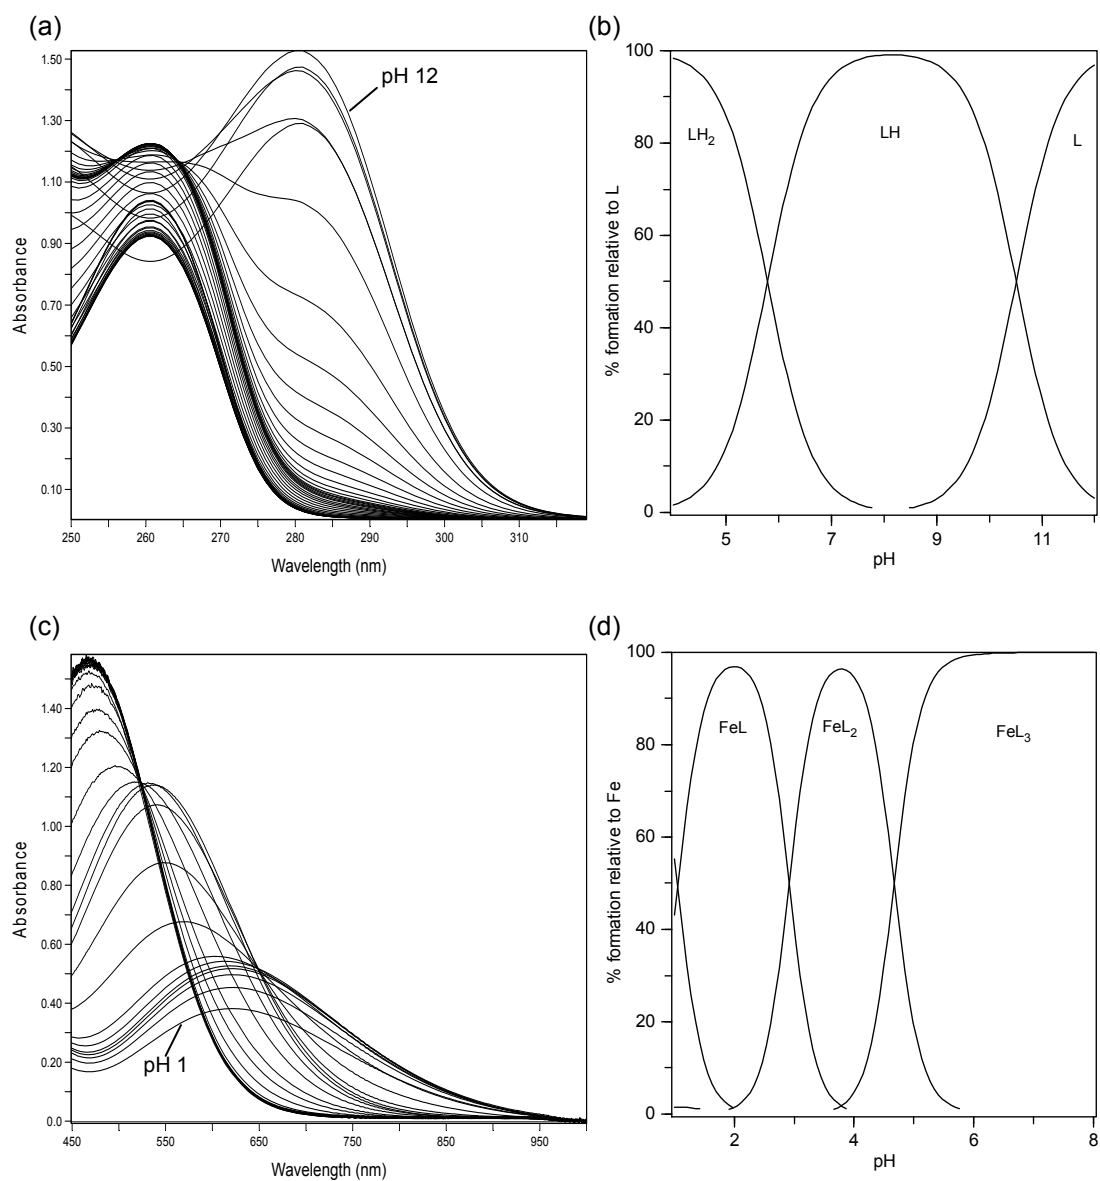 (a)
1.50
1.30
1.10
0.90
0.70
0.50
0.30
0.10
Absorbance
pH 12
250 260 270 280 290 300 310
Wavelength (nm)
(b)
100
80
60
40
20
0
% formation relative to L
LH2
LH
L
5 7 9 11
pH
(c)
1.40
1.20
1.00
0.80
0.60
0.40
0.20
0.0
Absorbance
pH 1
450 550 650 750 850 950
Wavelength (nm)
(d)
100
80
60
40
20
0
% formation relative to Fe
FeL
FeL2
FeL3
2 4 6 8
pH